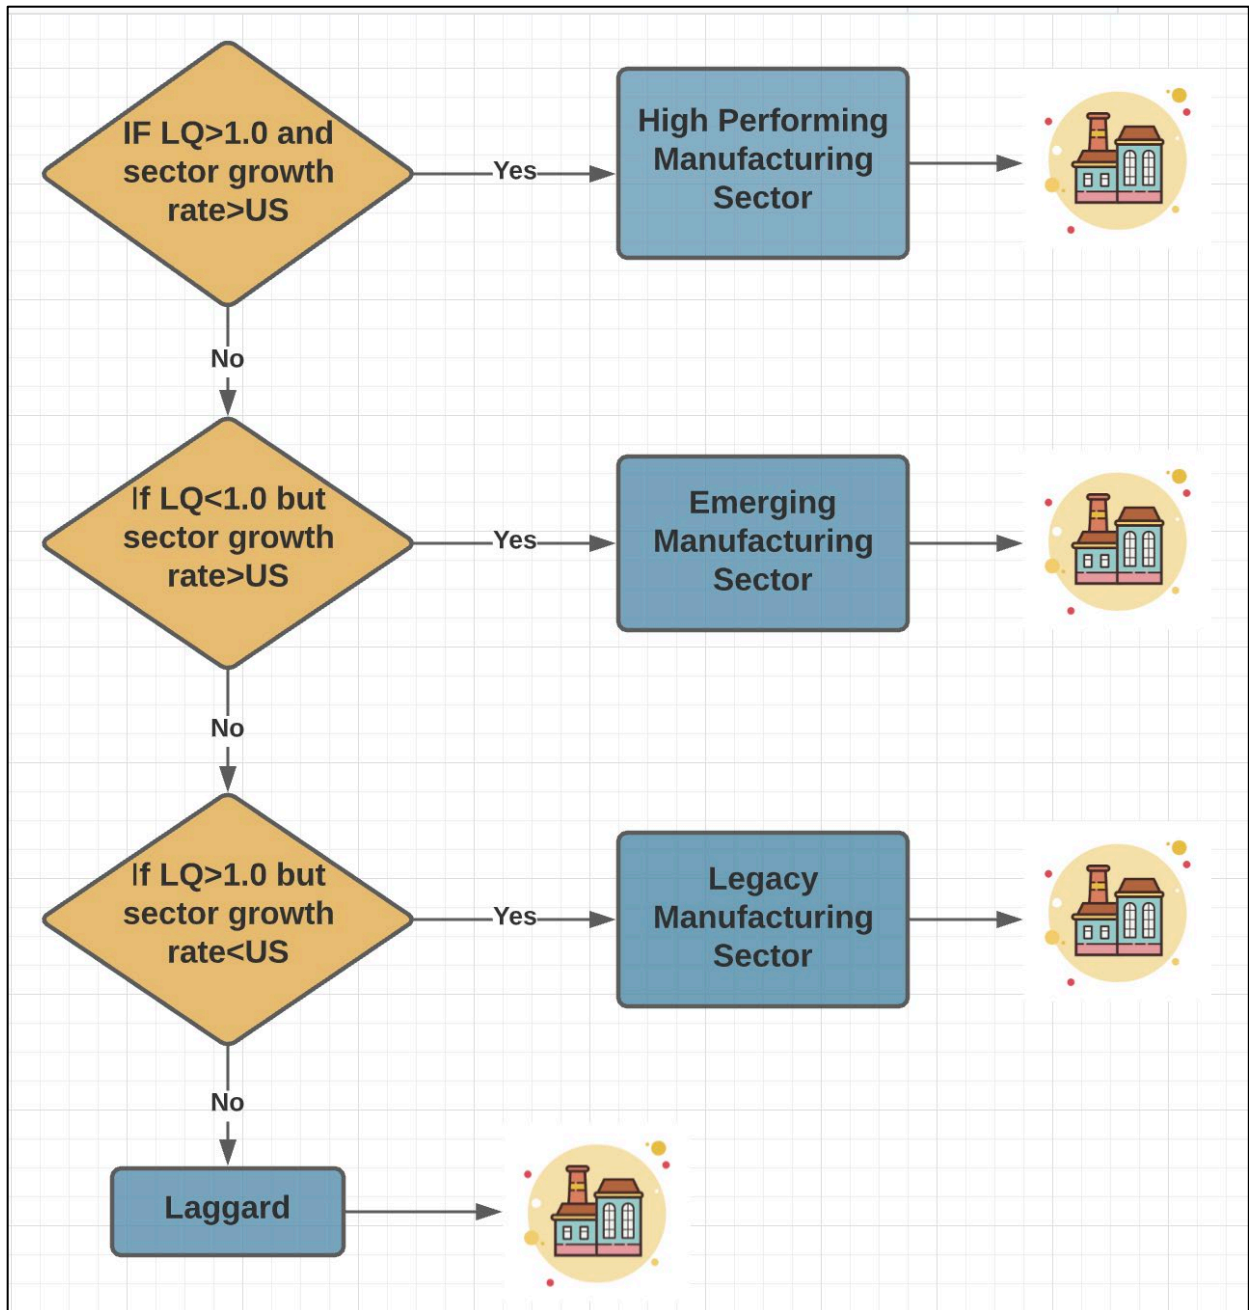 IF LQ>1.0 and
sector growth
rate>US
Yes
High Performing
Manufacturing
Sector
No
If LQ<1.0 but
sector growth
rate>US
Yes
Emerging
Manufacturing
Sector
No
If LQ>1.0 but
sector growth
rate<US
Yes
Legacy
Manufacturing
Sector
No
Laggard